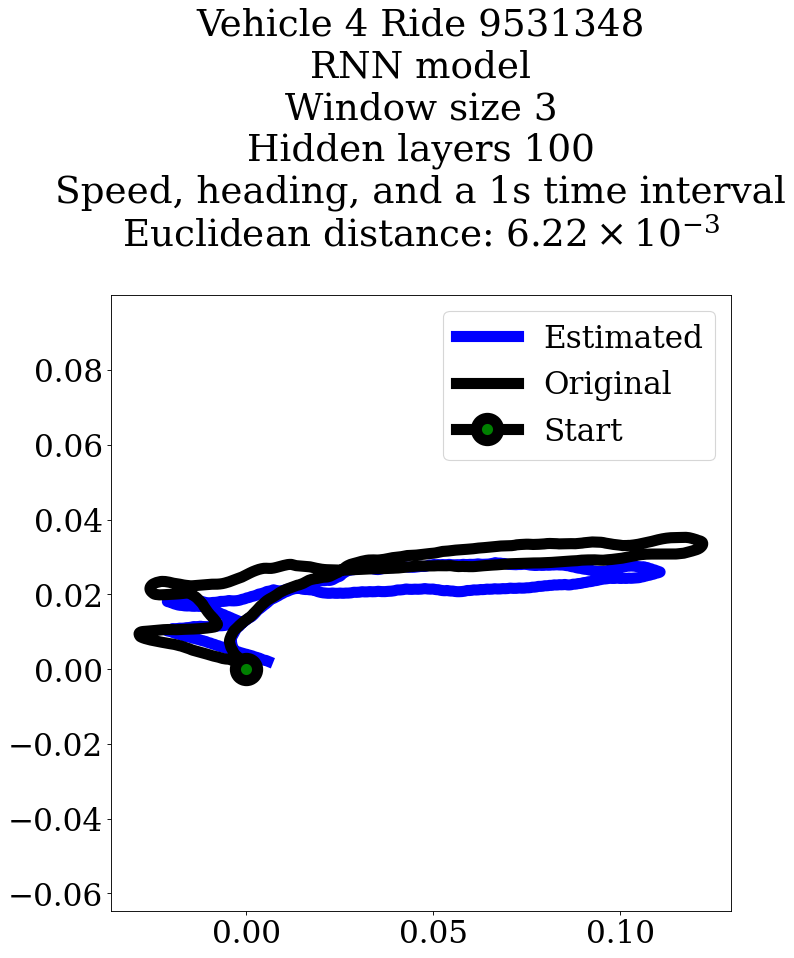 Vehicle 4 Ride 9531348
RNN model
Window size 3
Hidden layers 100
Speed, heading, and a 1s time interval
Euclidean distance: 6.22 × 10⁻³
Estimated
Original
Start
0.08
0.06
0.04
0.02
0.00
−0.02
−0.04
−0.06
0.00 0.05 0.10